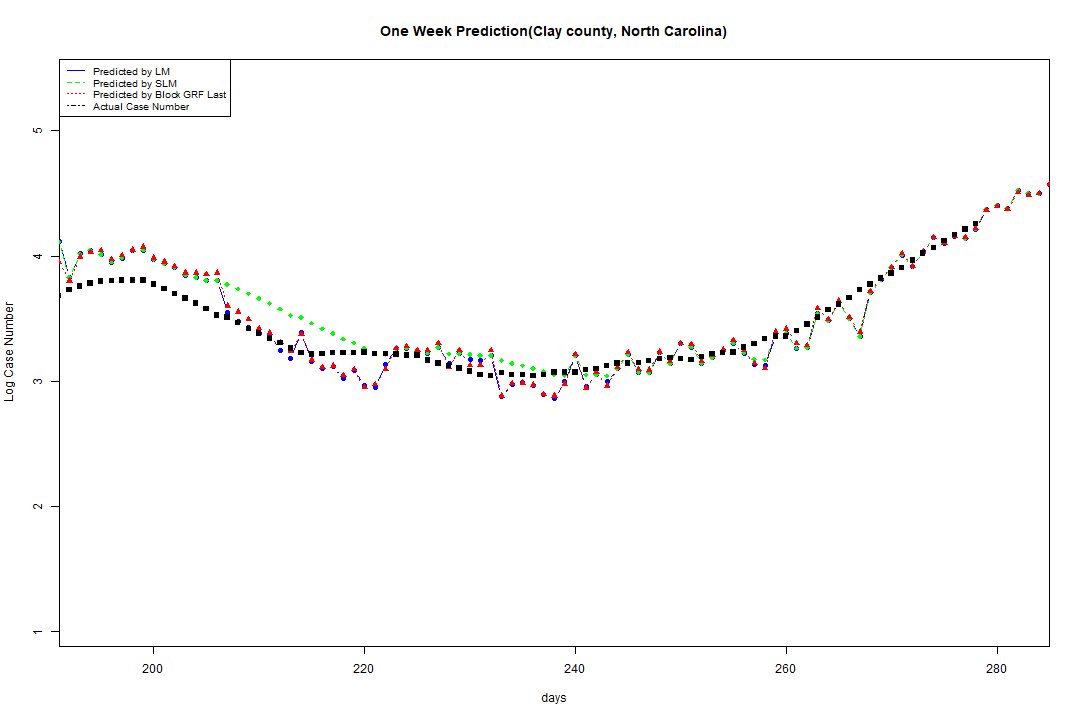 One Week Prediction(Clay county, North Carolina)
Predicted by LM
Predicted by SLM
Predicted by Block GRF Last
Actual Case Number
5
4
3
2
1
Log Case Number
200 220 240 260 280
days